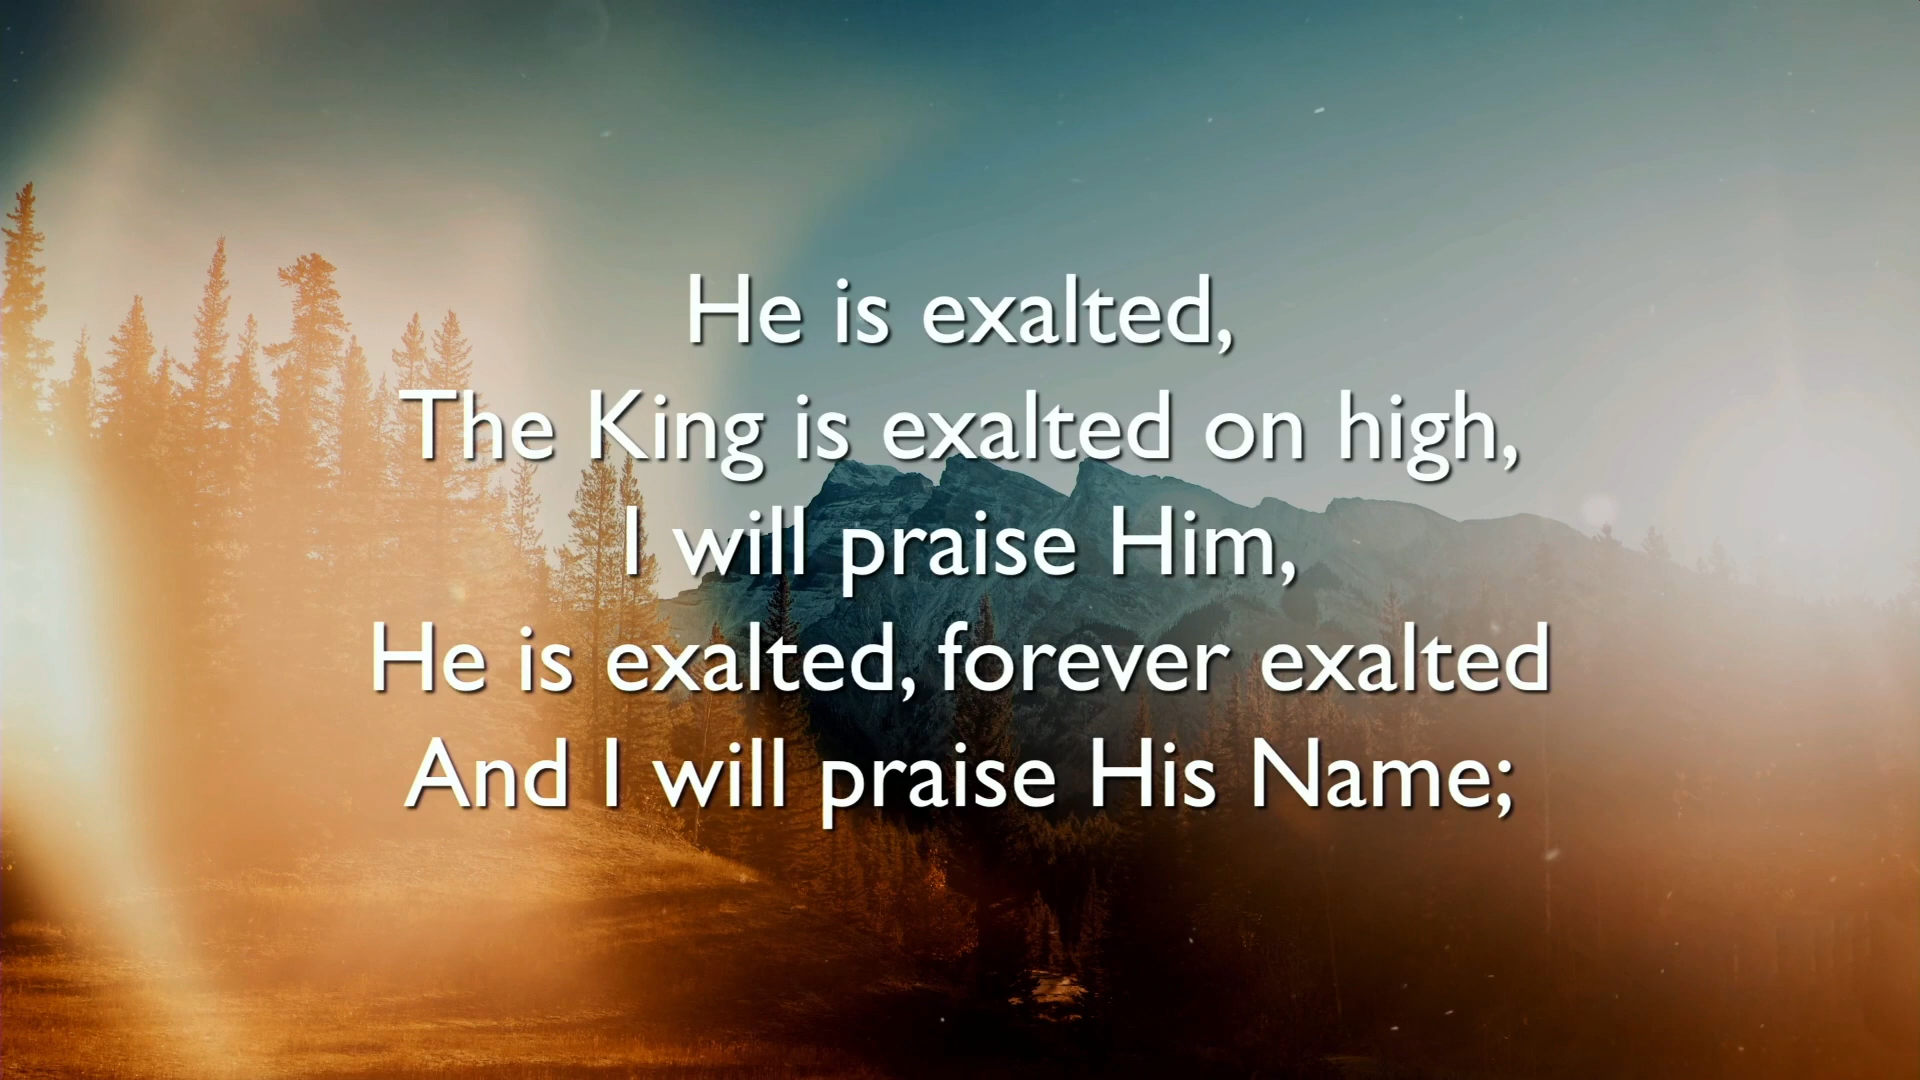 He is exalted,
The King is exalted on high,
I will praise Him,
He is exalted, forever exalted
And I will praise His Name;